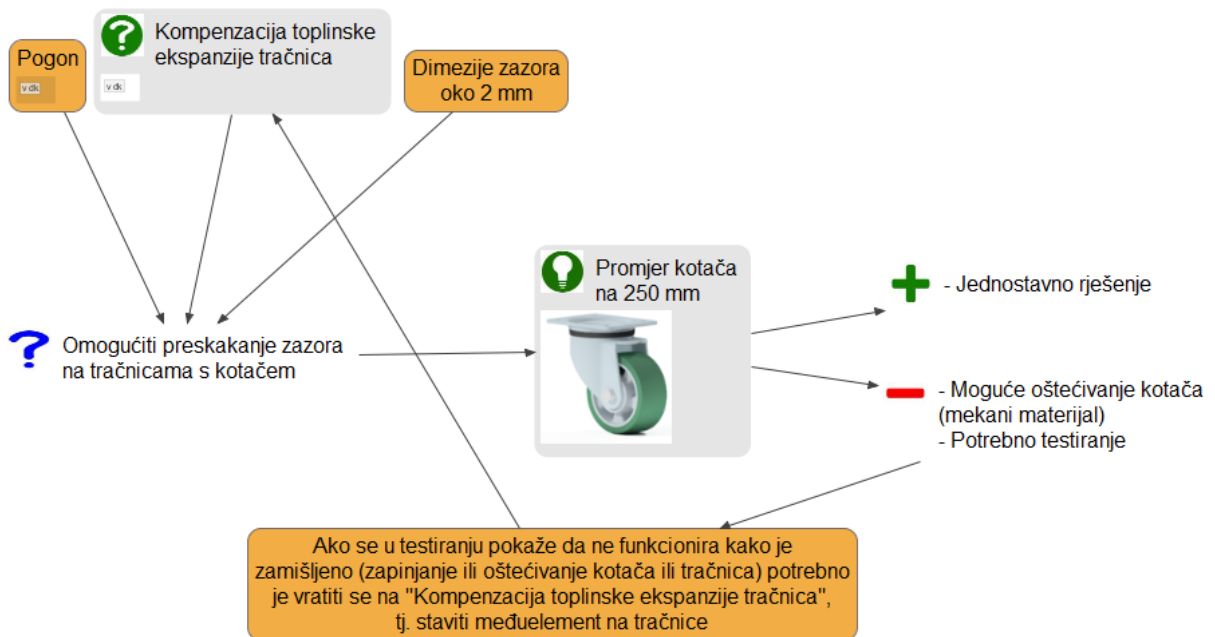 Pogon
v dk
Kompenzacija toplinske
ekspanzije tračnica
v dk
Dimezije zazora
oko 2 mm
Omogućiti preskakanje zazora
na tračnicama s kotačem
Promjer kotača
na 250 mm
- Jednostavno rješenje
- Moguće oštećivanje kotača
(mekani materijal)
- Potrebno testiranje
Ako se u testiranju pokaže da ne funkcionira kako je
zamišljeno (zapinjanje ili oštećivanje kotača ili tračnica) potrebno
je vratiti se na "Kompenzacija toplinske ekspanzije tračnica",
tj. staviti međuelement na tračnice